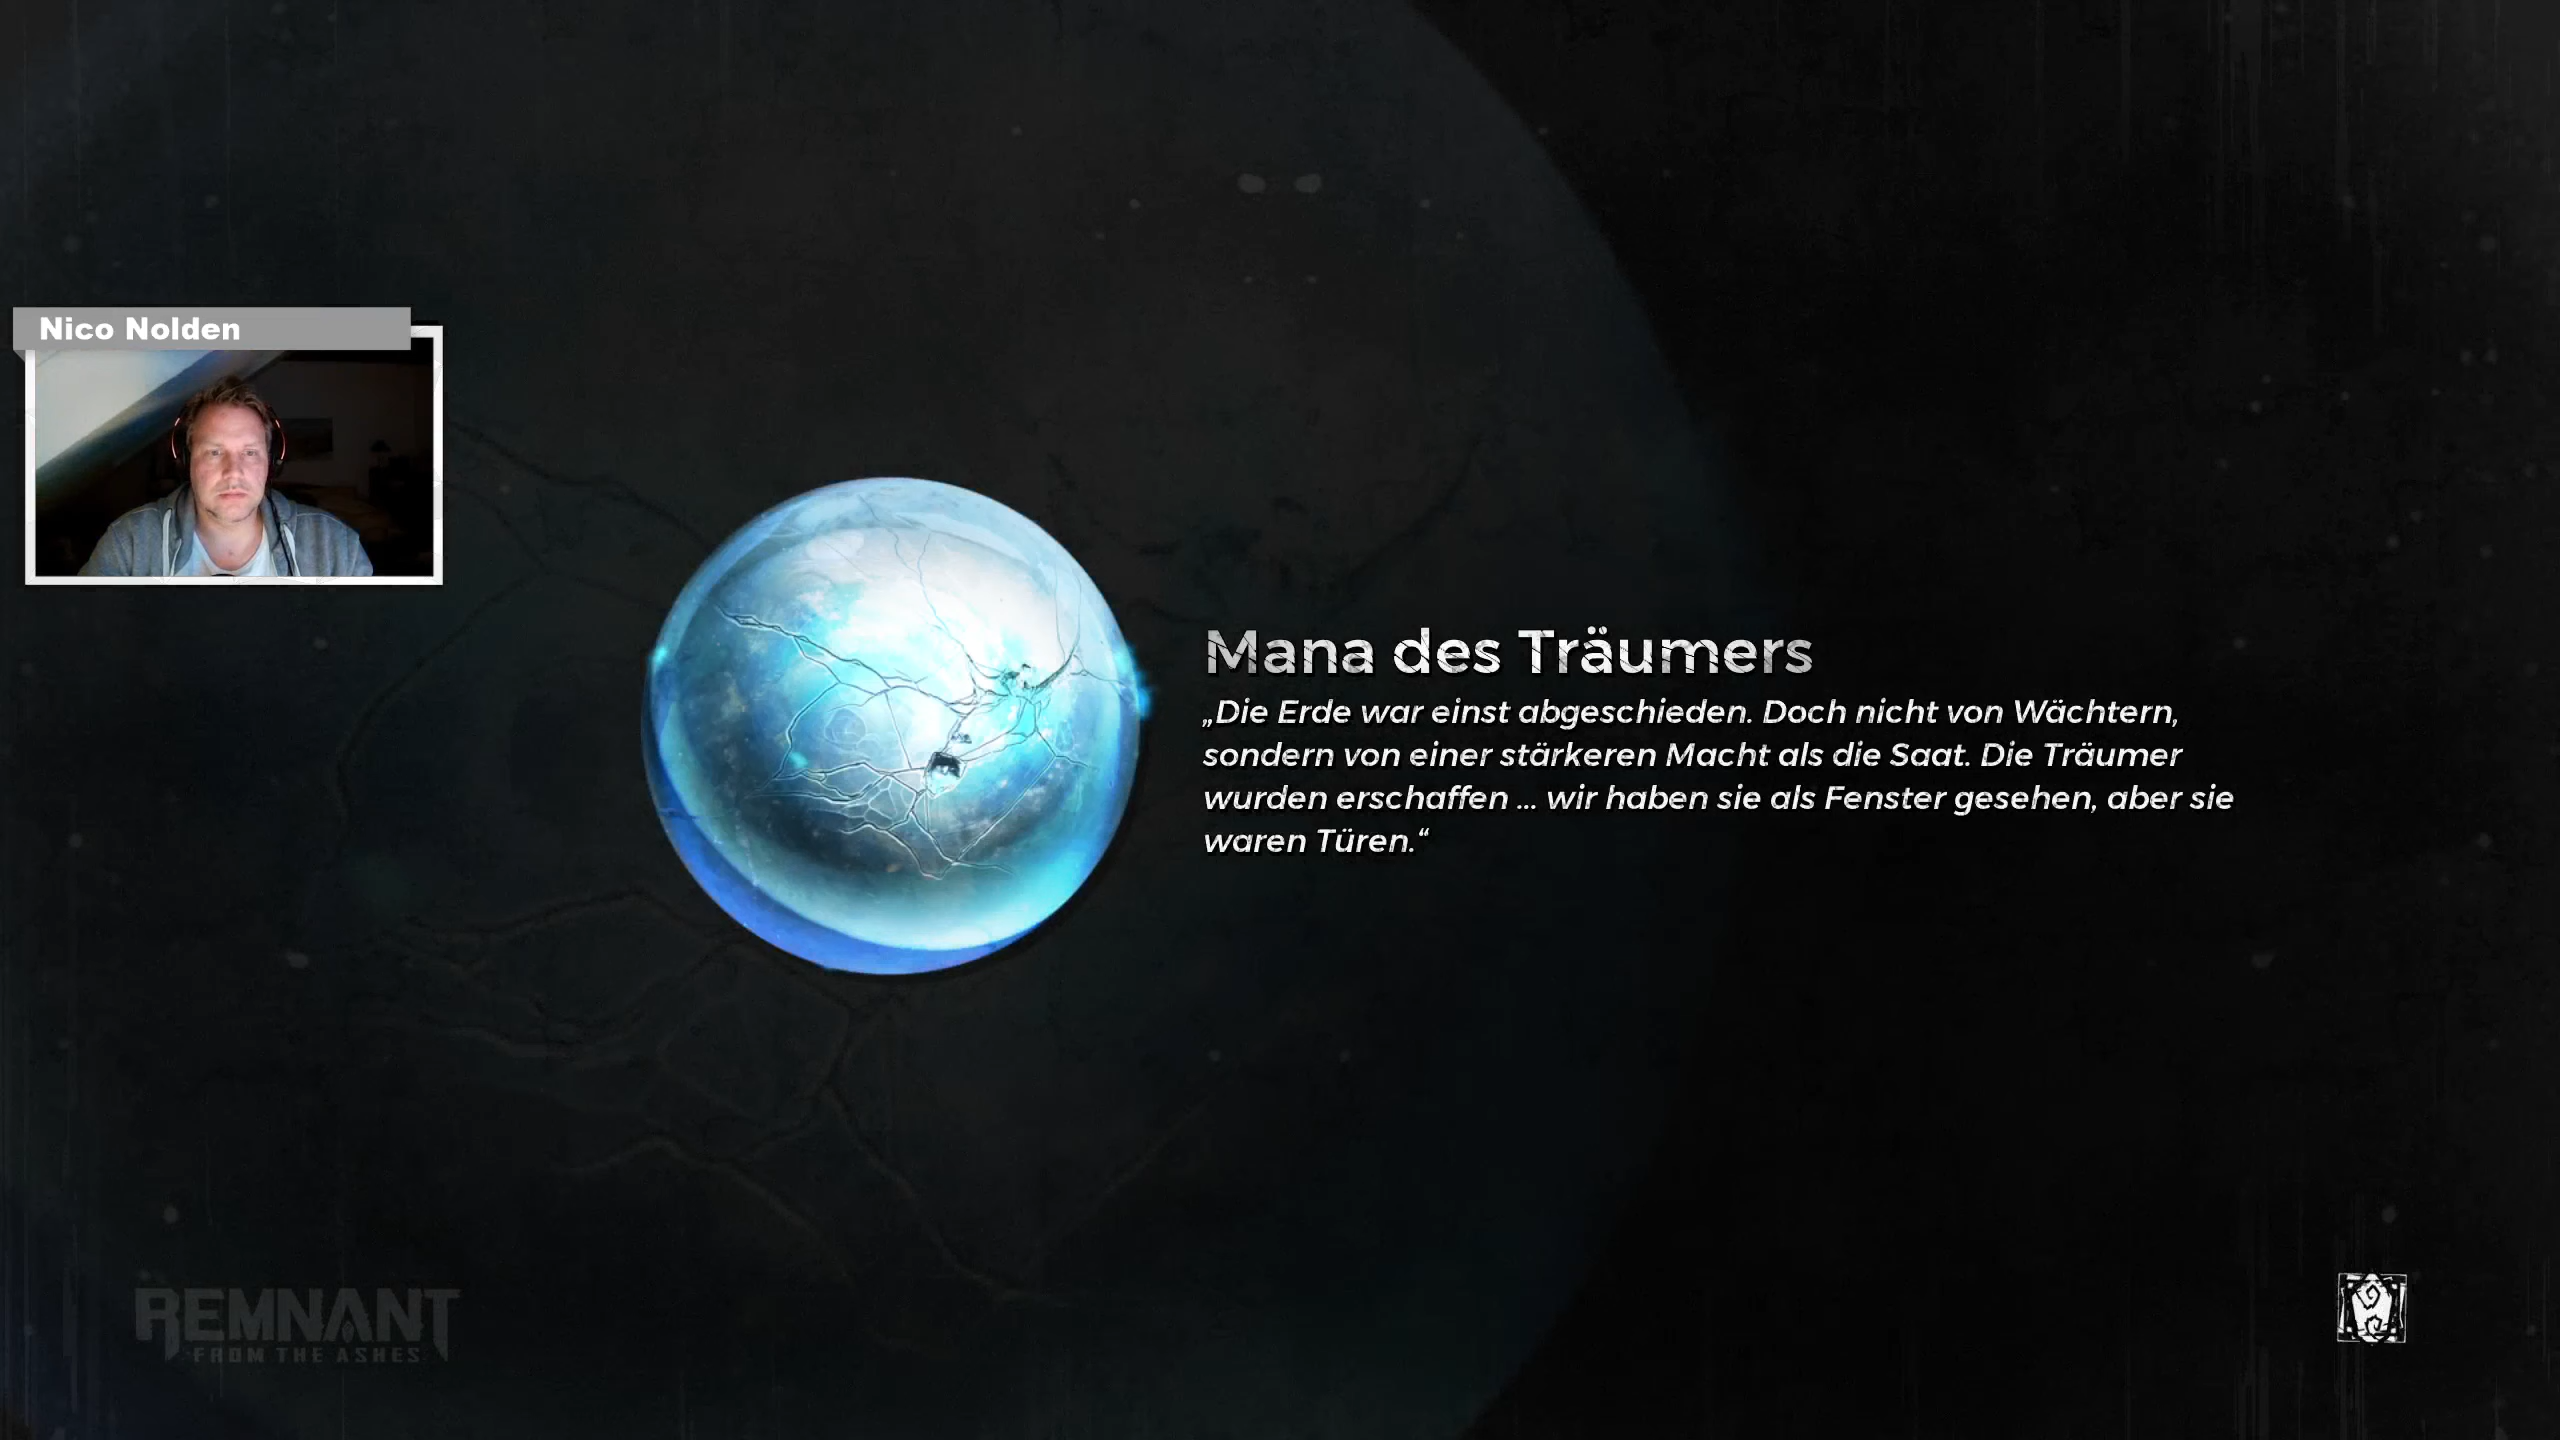 Nico Nolden
Mana des Träumers
„Die Erde war einst abgeschieden. Doch nicht von Wächtern,
sondern von einer stärkeren Macht als die Saat. Die Träumer
wurden erschaffen ... wir haben sie als Fenster gesehen, aber sie
waren Türen.“
REMNANT
FROM THE ASHES